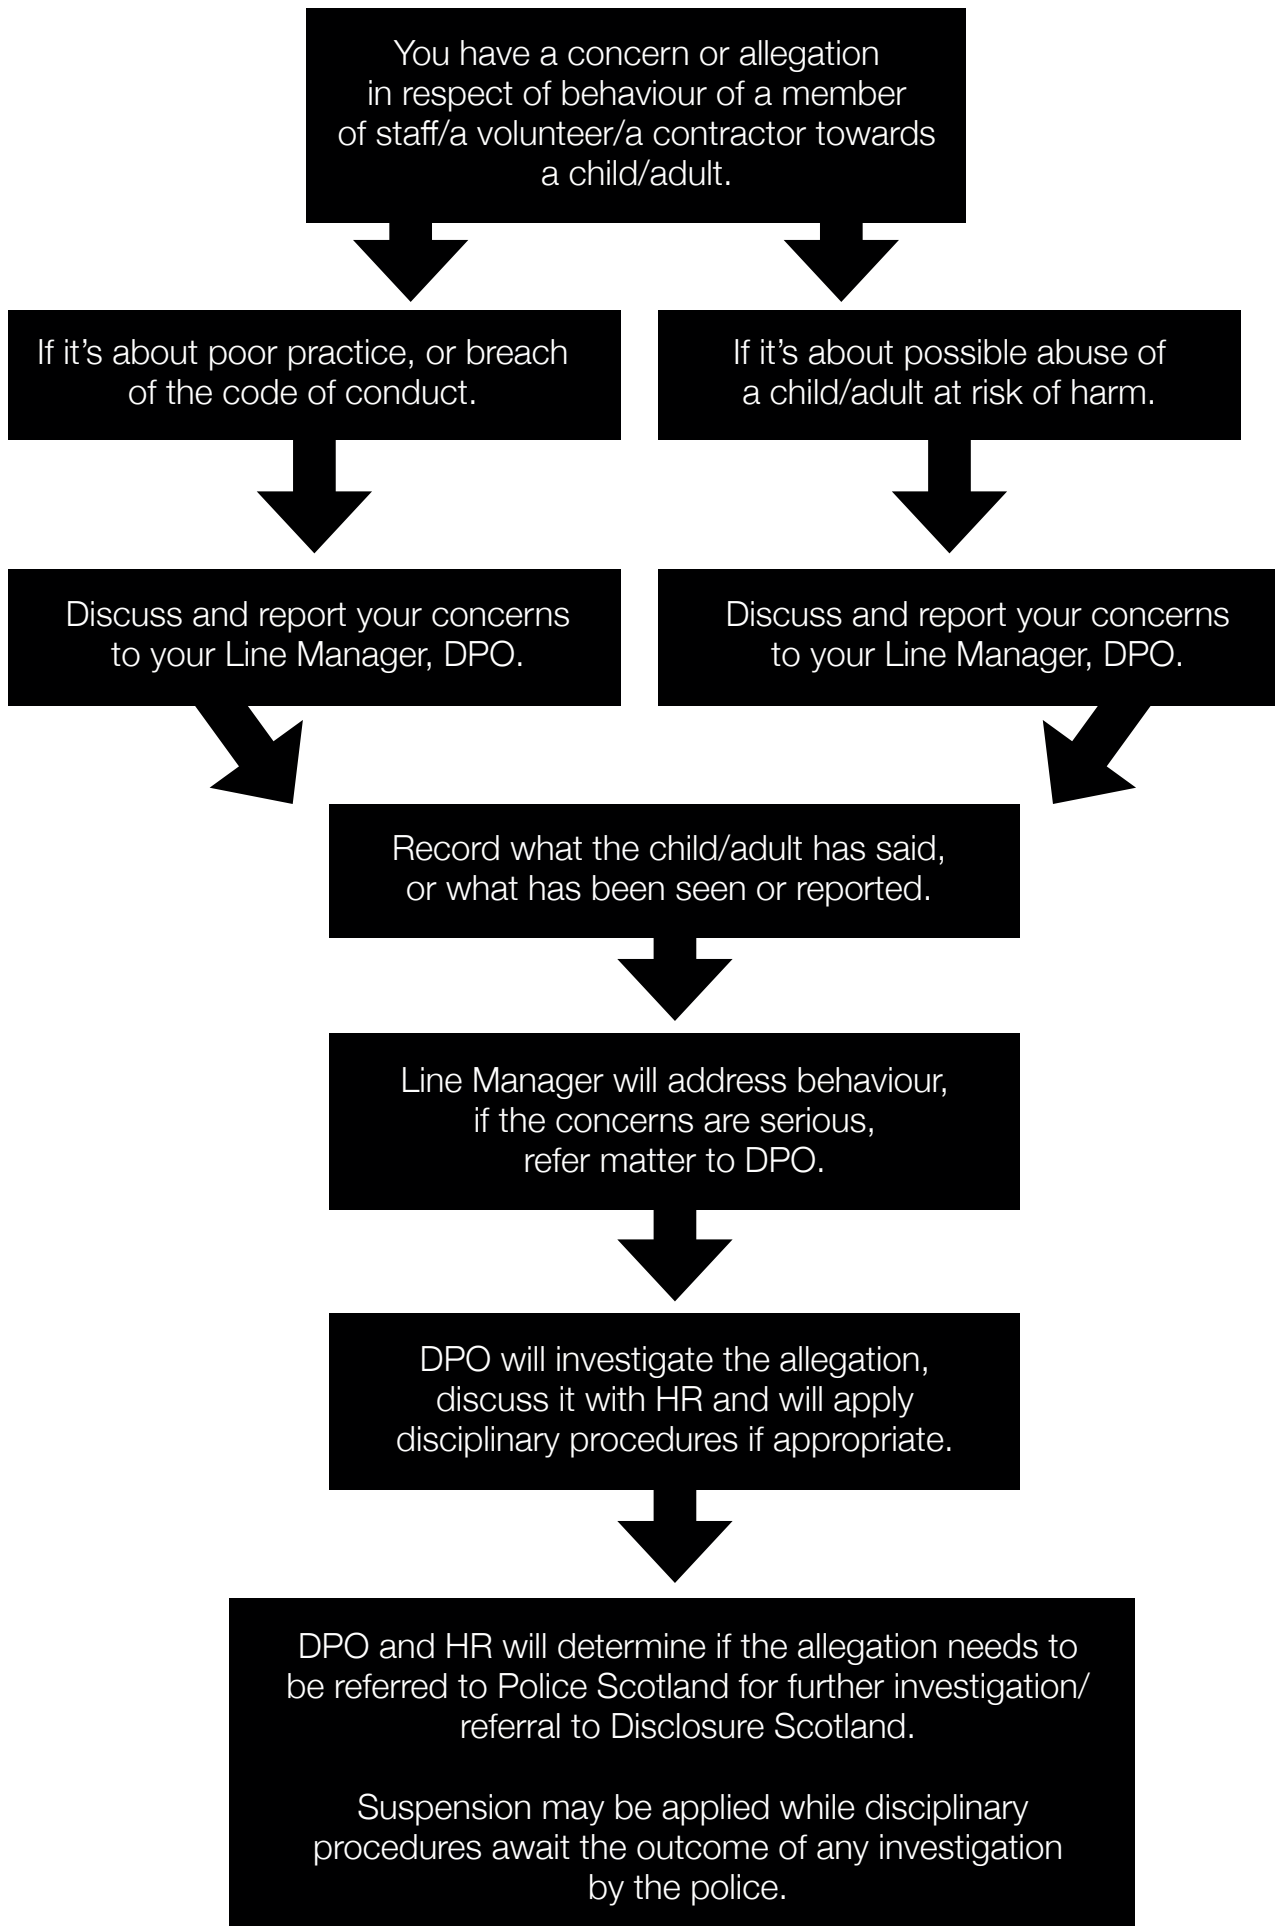 You have a concern or allegation
in respect of behaviour of a member
of staff/a volunteer/a contractor towards
a child/adult.
If it’s about poor practice, or breach
of the code of conduct.
If it’s about possible abuse of
a child/adult at risk of harm.
Discuss and report your concerns
to your Line Manager, DPO.
Discuss and report your concerns
to your Line Manager, DPO.
Record what the child/adult has said,
or what has been seen or reported.
Line Manager will address behaviour,
if the concerns are serious,
refer matter to DPO.
DPO will investigate the allegation,
discuss it with HR and will apply
disciplinary procedures if appropriate.
DPO and HR will determine if the allegation needs to
be referred to Police Scotland for further investigation/
referral to Disclosure Scotland.
Suspension may be applied while disciplinary
procedures await the outcome of any investigation
by the police.